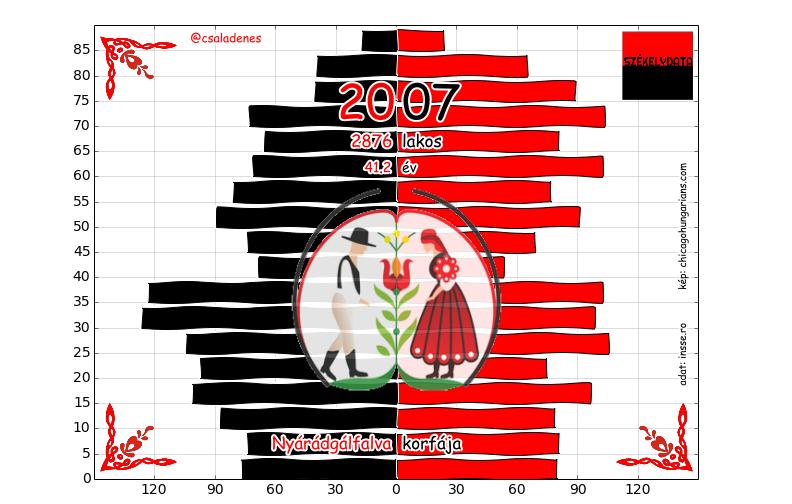 @csaladenes
SZÉKELYDATA
2007
2876 lakos
41,2 év
kép: chicagohungarians.com
adat: insse.ro
Nyárádgálfalva korfája
85
80
75
70
65
60
55
50
45
40
35
30
25
20
15
10
5
0
120 90 60 30 0 30 60 90 120